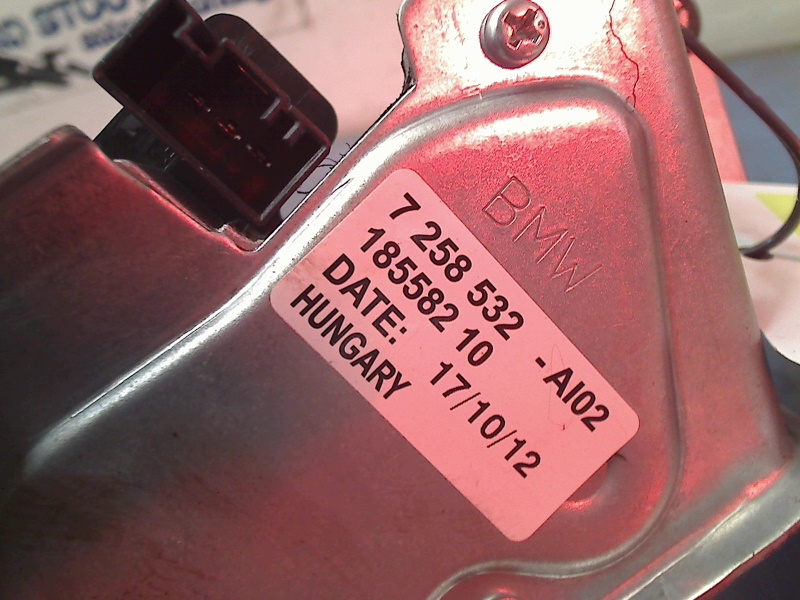 BMW
7 258 532 - AI02
185582 10
DATE: 17/10/12
HUNGARY